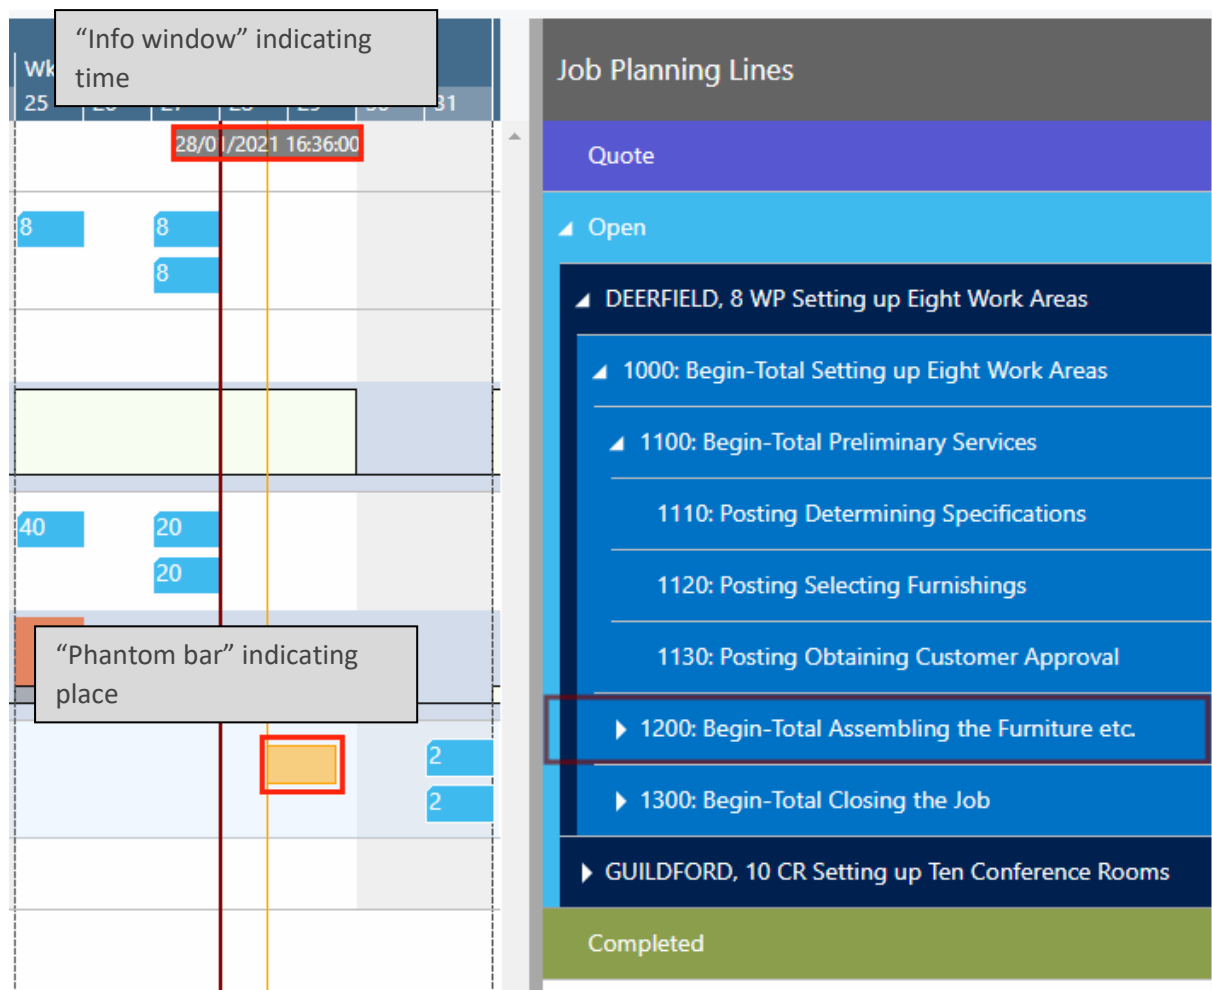 “Info window” indicating
time
Wk
25
31
28/01/2021 16:36:00
8
8
8
40
20
20
“Phantom bar” indicating
place
2
2
Job Planning Lines
Quote
Open
DEERFIELD, 8 WP Setting up Eight Work Areas
1000: Begin-Total Setting up Eight Work Areas
1100: Begin-Total Preliminary Services
1110: Posting Determining Specifications
1120: Posting Selecting Furnishings
1130: Posting Obtaining Customer Approval
1200: Begin-Total Assembling the Furniture etc.
1300: Begin-Total Closing the Job
GUILDFORD, 10 CR Setting up Ten Conference Rooms
Completed